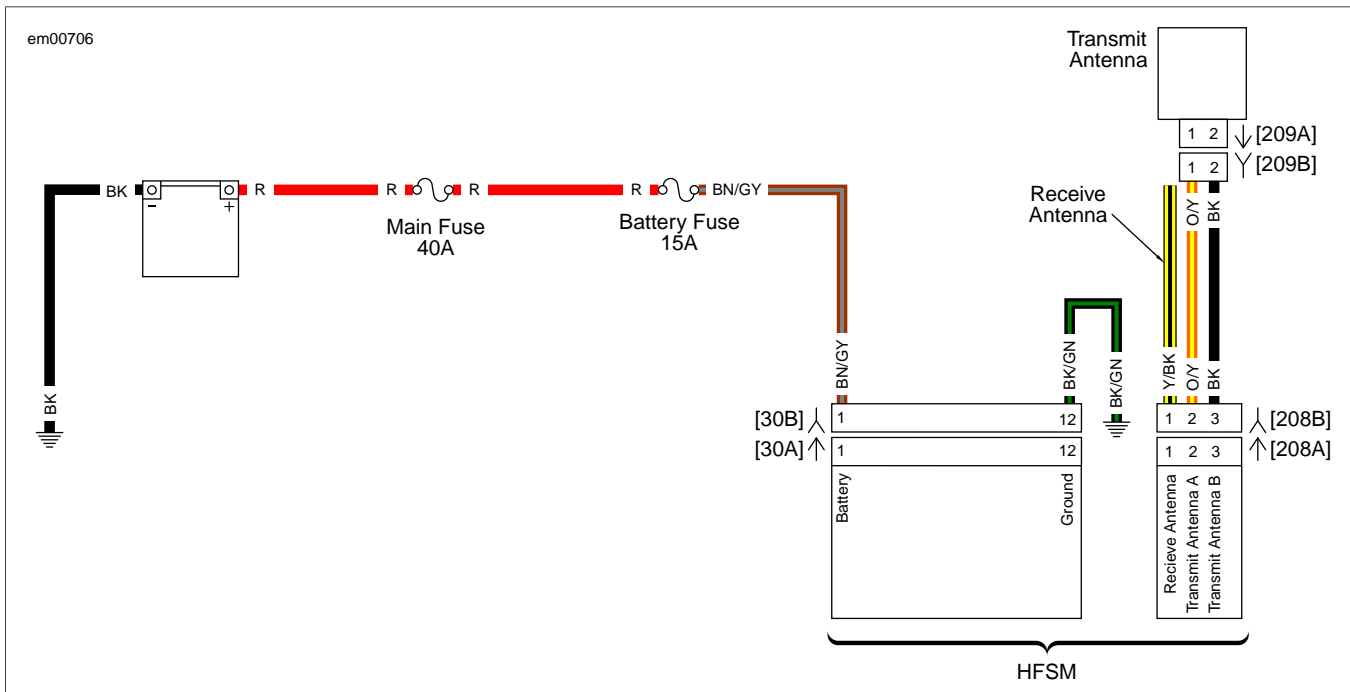 em00706
Transmit
Antenna
1 2 [209A]
1 2 [209B]
BK - + R R R R BN/GY
Main Fuse
40A
Battery Fuse
15A
Receive
Antenna
O/Y BK
BK
BN/GY
BK/GN
BK/GN
Y/BK
O/Y
BK
[30B] 1 12
1 2 3 [208B]
[30A] 1 12
1 2 3 [208A]
Battery
Ground
Recieve Antenna
Transmit Antenna A
Transmit Antenna B
HFSM